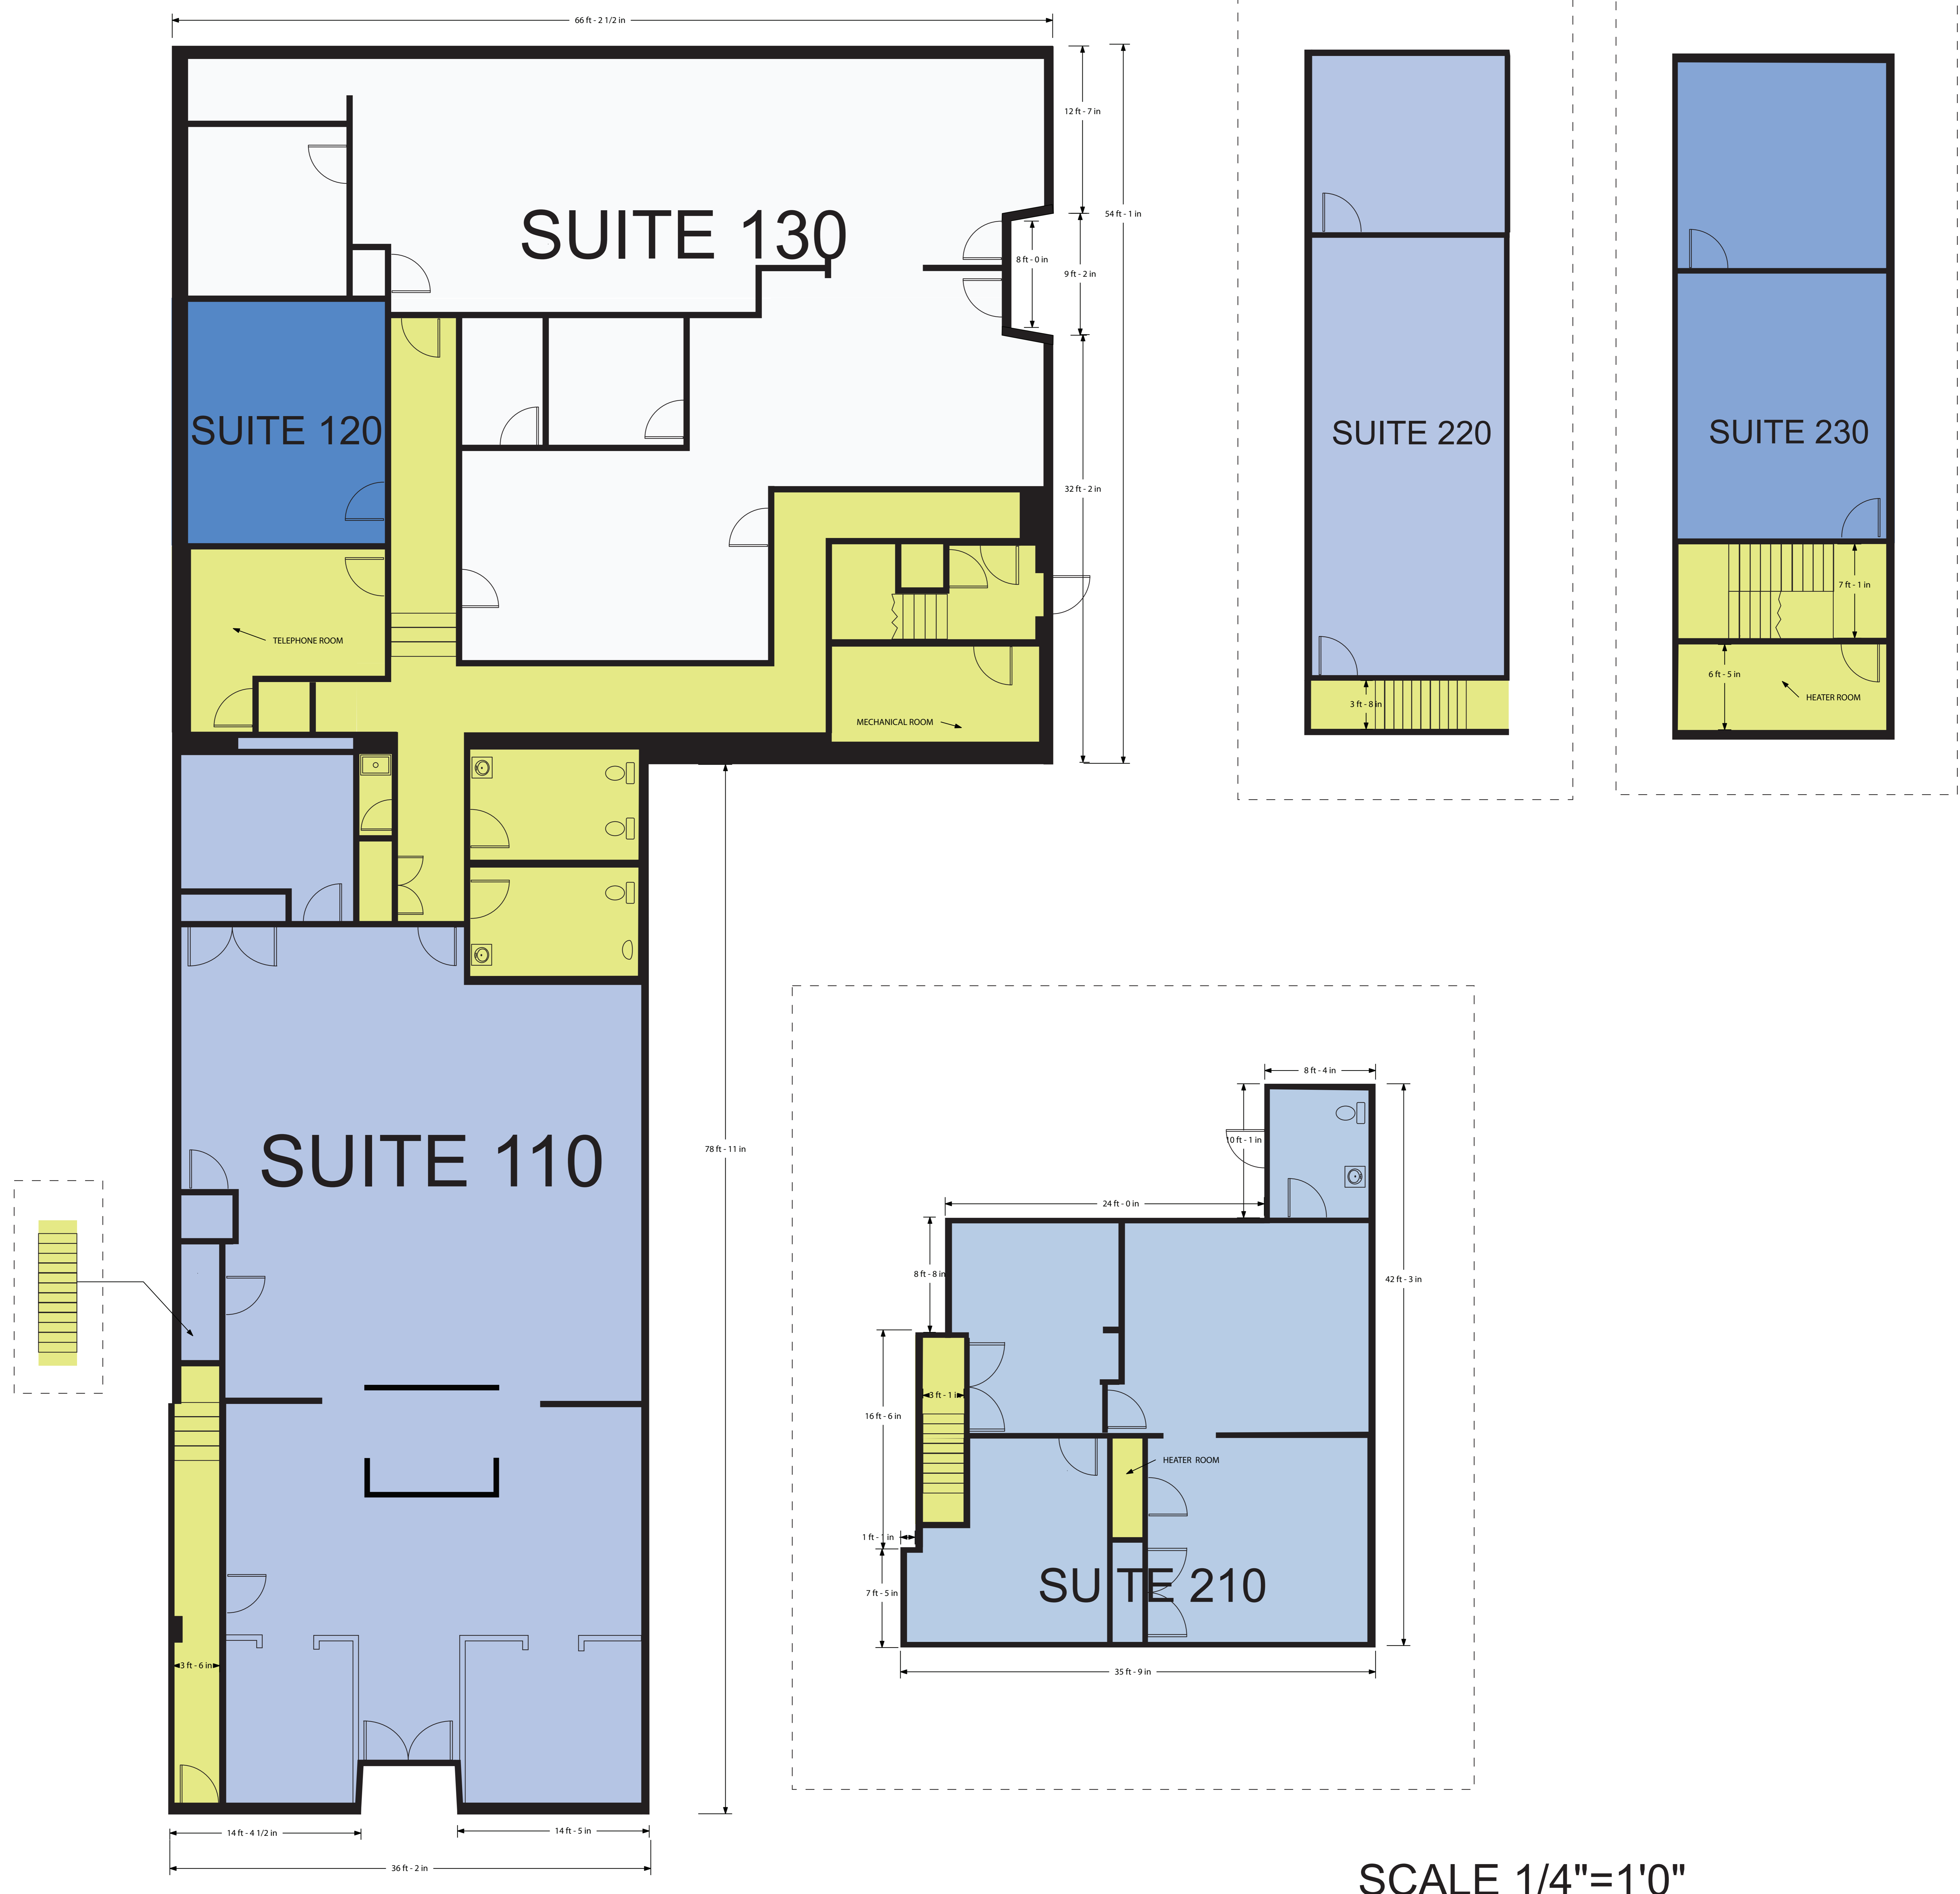 66 ft - 2 1/2 in
12 ft - 7 in
54 ft - 1 in
SUITE 130
8 ft - 0 in
9 ft - 2 in
SUITE 120
32 ft - 2 in
SUITE 220
SUITE 230
TELEPHONE ROOM
7 ft - 1 in
6 ft - 5 in
HEATER ROOM
3 ft - 8 in
MECHANICAL ROOM
78 ft - 11 in
SUITE 110
8 ft - 4 in
10 ft - 1 in
24 ft - 0 in
8 ft - 8 in
42 ft - 3 in
3 ft - 1 in
16 ft - 6 in
HEATER ROOM
1 ft - 1 in
SUITE 210
7 ft - 5 in
3 ft - 6 in
35 ft - 9 in
14 ft - 4 1/2 in
14 ft - 5 in
36 ft - 2 in
SCALE 1/4"=1'0"